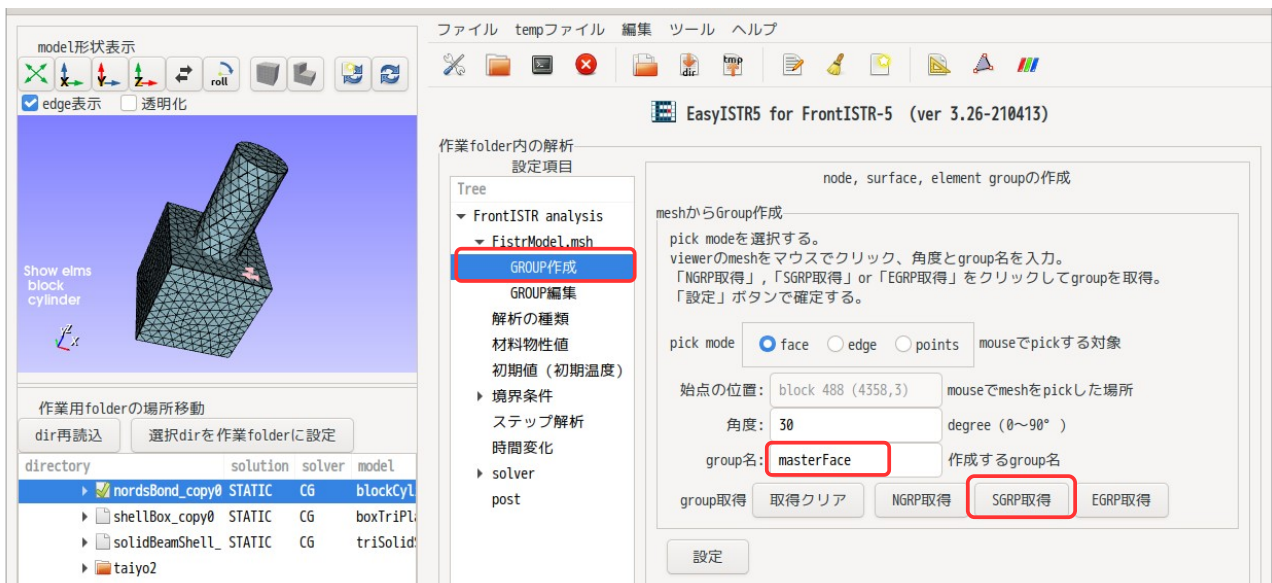 model形状表示
X
Y
Z
roll
edge表示
透明化
Show elms
block
cylinder
作業用folderの場所移動
dir再読込
選択dirを作業folderに設定
directory solution solver model
nordsBond_copy0 STATIC CG blockCyl
shellBox_copy0 STATIC CG boxTriPl
solidBeamShell_ STATIC CG triSolid
taiyo2
ファイル tempファイル 編集 ツール ヘルプ
dir
tmp
EasyISTR5 for FrontISTR-5 (ver 3.26-210413)
作業folder内の解析
設定項目
Tree
FrontISTR analysis
FistrModel.msh
GROUP作成
GROUP編集
解析の種類
材料物性値
初期値 (初期温度)
境界条件
ステップ解析
時間変化
solver
post
node, surface, element groupの作成
meshからGroup作成
pick modeを選択する。
viewerのmeshをマウスでクリック、角度とgroup名を入力。
「NGRP取得」,「SGRP取得」or「EGRP取得」をクリックしてgroupを取得。
「設定」ボタンで確定する。
pick mode face edge points mouseでpickする対象
始点の位置: block 488 (4358,3) mouseでmeshをpickした場所
角度: 30 degree (0～90° )
group名: masterFace 作成するgroup名
group取得 取得クリア NGRP取得 SGRP取得 EGRP取得
設定